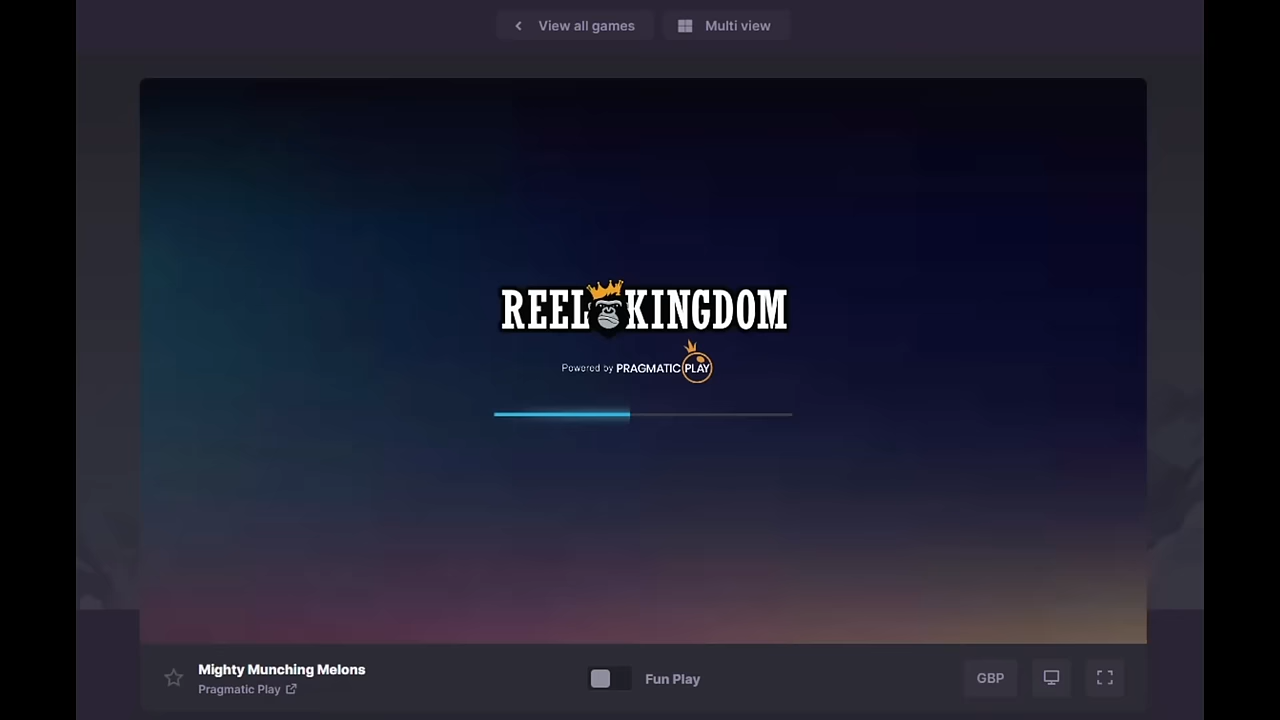 View all games
Multi view
REEL KINGDOM
Powered by PRAGMATIC PLAY
Mighty Munching Melons
Pragmatic Play
Fun Play
GBP